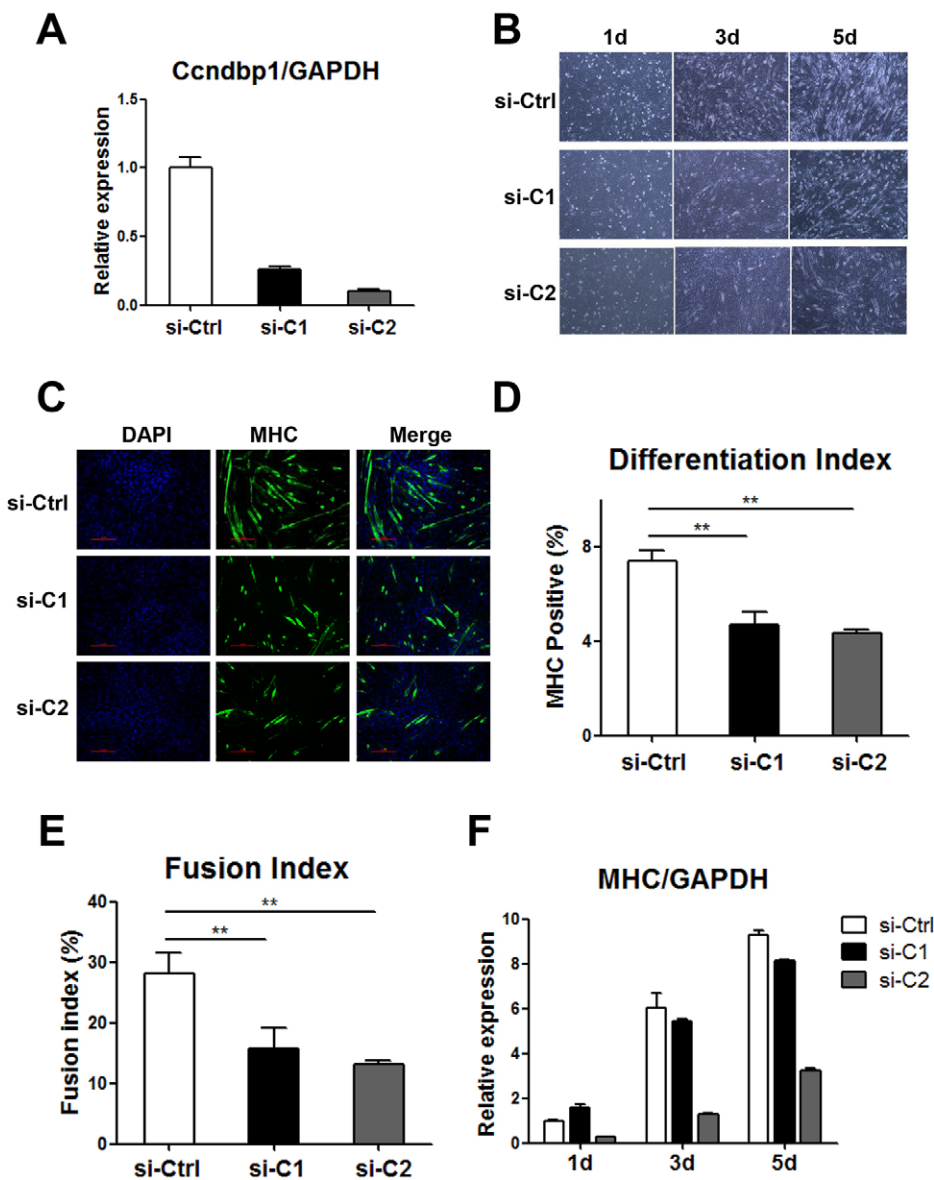 A
Ccndbp1/GAPDH
Relative expression
1.5
1.0
0.5
0.0
si-Ctrl si-C1 si-C2
B
1d 3d 5d
si-Ctrl
si-C1
si-C2
C
DAPI MHC Merge
si-Ctrl
si-C1
si-C2
D
Differentiation Index
MHC Positive (%)
8
4
0
**
**
si-Ctrl si-C1 si-C2
E
Fusion Index
Fusion index (%)
40
30
20
10
0
**
**
si-Ctrl si-C1 si-C2
F
MHC/GAPDH
Relative expression
10
8
6
4
2
0
1d 3d 5d
si-Ctrl
si-C1
si-C2